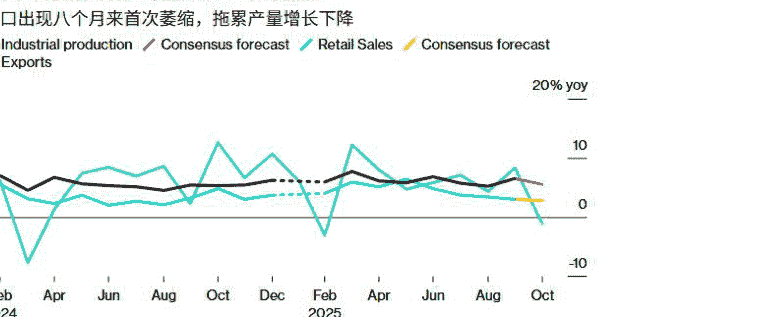 口出现八个月来首次萎缩，拖累产量增长下降
Industrial production Consensus forecast Retail Sales Consensus forecast
Exports
20% yoy
10
0
-10
eb Apr Jun Aug Oct Dec Feb Apr Jun Aug Oct
24 2025